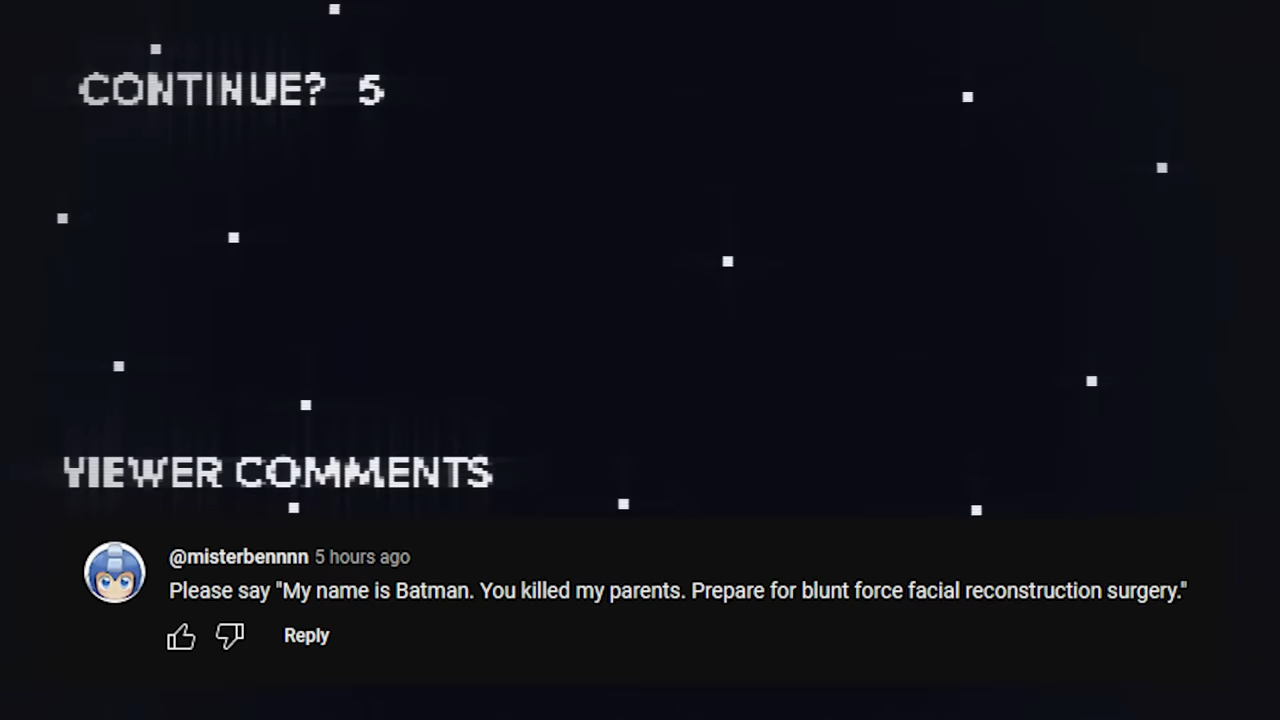 CONTINUE? 5
VIEWER COMMENTS
@misterbennnn 5 hours ago
Please say "My name is Batman. You killed my parents. Prepare for blunt force facial reconstruction surgery."
Reply